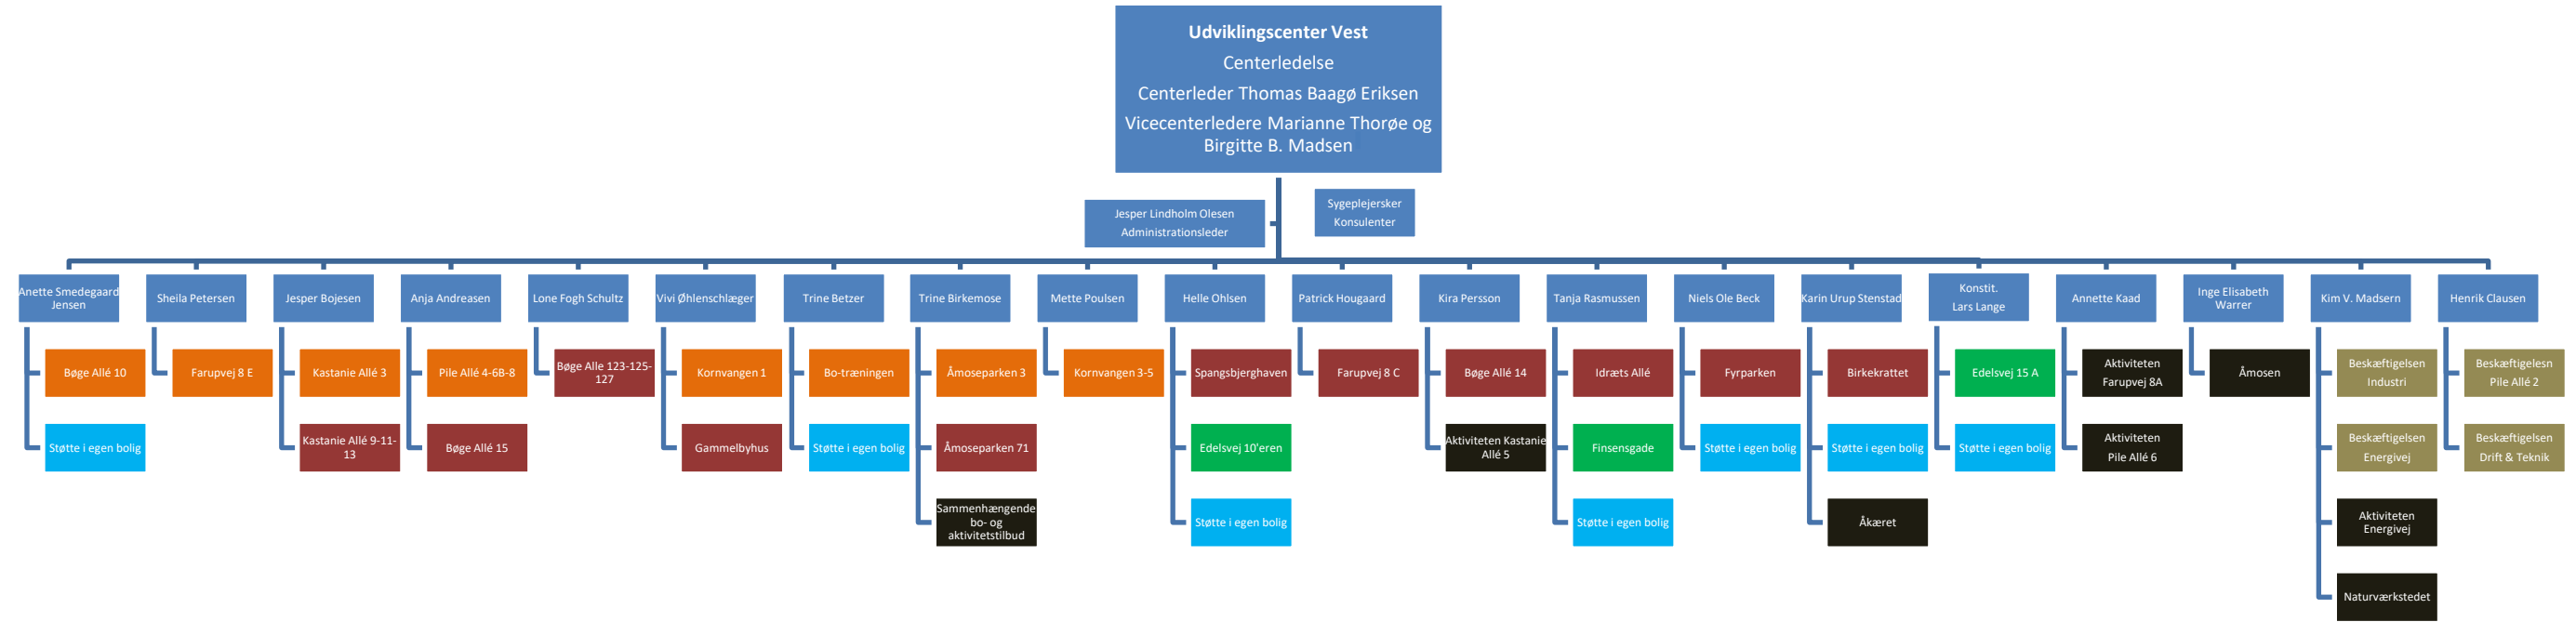 Udviklingscenter Vest
Centerledelse
Centerleder Thomas Baagø Eriksen
Vicecenterledere Marianne Thorøe og
Birgitte B. Madsen
Jesper Lindholm Olesen
Administrationsleder
Sygeplejersker
Konsulenter
Anette Smedegaard
Jensen
Bøge Allé 10
Støtte i egen bolig
Sheila Petersen
Farupvej 8 E
Jesper Bojesen
Kastanie Allé 3
Kastanie Allé 9-11-
13
Anja Andreasen
Pile Allé 4-6B-8
Bøge Allé 15
Lone Fogh Schultz
Bøge Alle 123-125-
127
Vivi Øhlenschlæger
Kornvangen 1
Gammelbyhus
Trine Betzer
Bo-træningen
Støtte i egen bolig
Trine Birkemose
Åmoseparken 3
Åmoseparken 71
Sammenhængende
bo- og
aktivitetstilbud
Mette Poulsen
Kornvangen 3-5
Helle Ohlsen
Spangsbjerghaven
Edelsvej 10'eren
Støtte i egen bolig
Patrick Hougaard
Farupvej 8 C
Kira Persson
Bøge Allé 14
Aktiviteten Kastanie
Allé 5
Tanja Rasmussen
Idræts Allé
Finsensgade
Støtte i egen bolig
Niels Ole Beck
Fyrparken
Støtte i egen bolig
Karin Urup Stenstad
Birkekrattet
Støtte i egen bolig
Åkæret
Konstit.
Lars Lange
Edelsvej 15 A
Støtte i egen bolig
Annette Kaad
Aktiviteten
Farupvej 8A
Aktiviteten
Pile Allé 6
Inge Elisabeth
Warrer
Åmosen
Kim V. Madsern
Beskæftigelsen
Industri
Beskæftigelsen
Energivej
Aktiviteten
Energivej
Naturværkstedet
Henrik Clausen
Beskæftigelesn
Pile Allé 2
Beskæftigelsen
Drift & Teknik